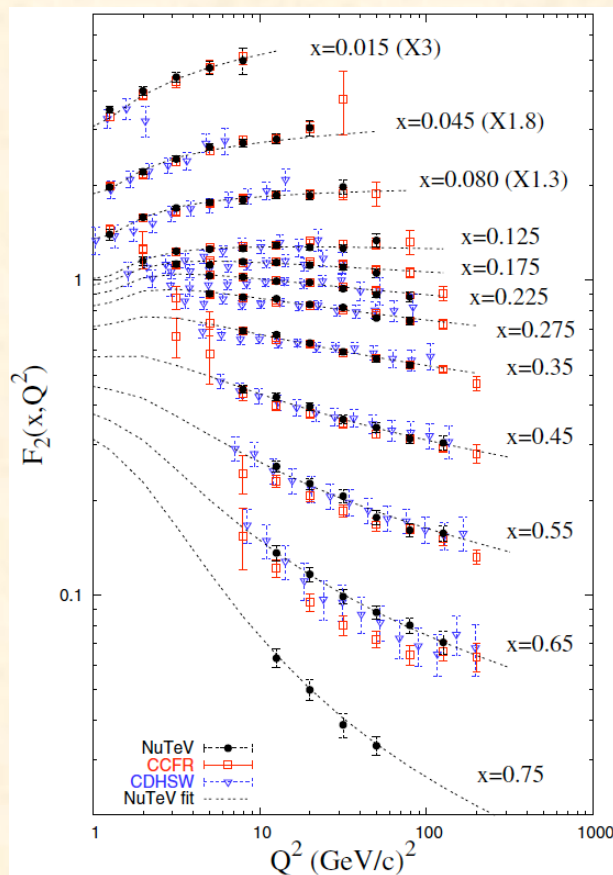 x=0.015 (X3)
x=0.045 (X1.8)
x=0.080 (X1.3)
x=0.125
x=0.175
x=0.225
x=0.275
x=0.35
x=0.45
x=0.55
x=0.65
x=0.75
1
0.1
F₂(x,Q²)
NuTeV
CCFR
CDHSW
NuTeV fit
1 10 100 1000
Q² (GeV/c)²